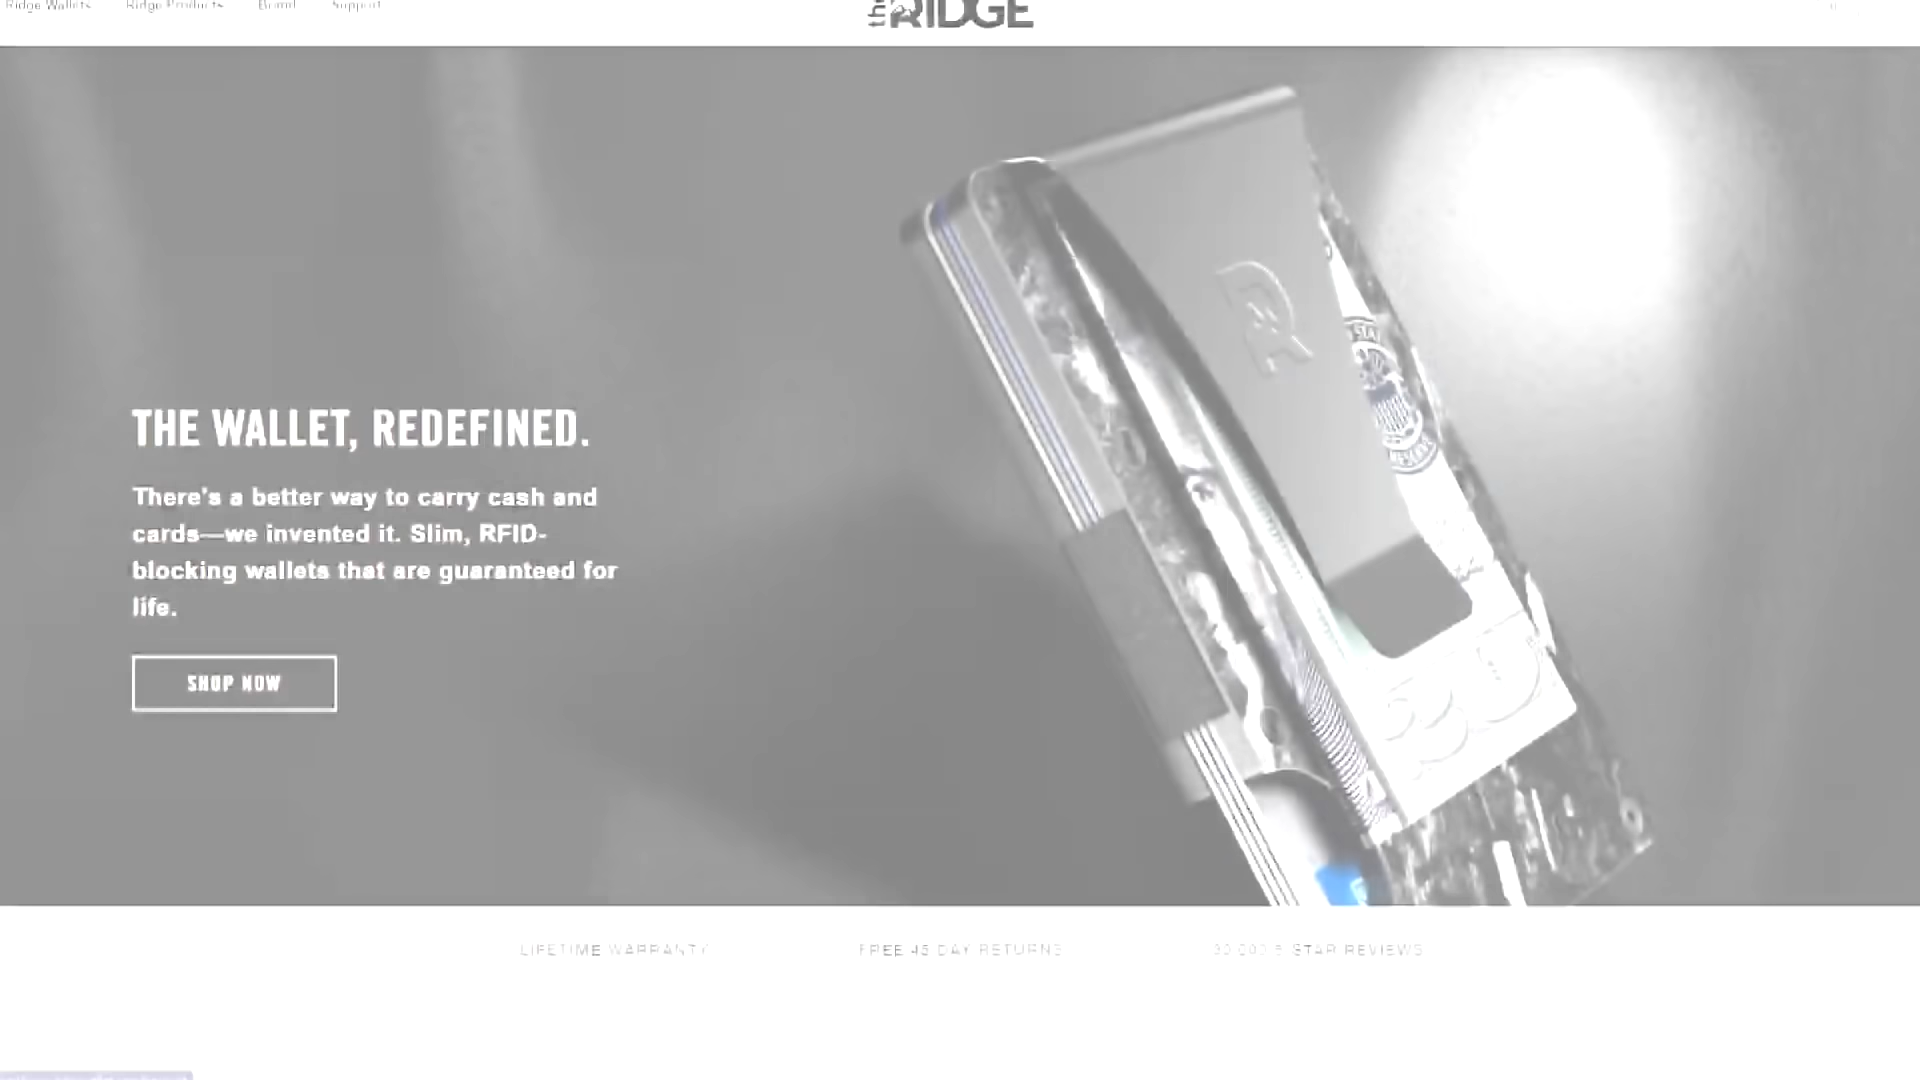 Ridge Wallets Ridge Products Brand Support
the RIDGE
THE WALLET, REDEFINED.
There's a better way to carry cash and
cards—we invented it. Slim, RFID-
blocking wallets that are guaranteed for
life.
SHOP NOW
LIFETIME WARRANTY FREE 45 DAY RETURNS STAR REVIEWS